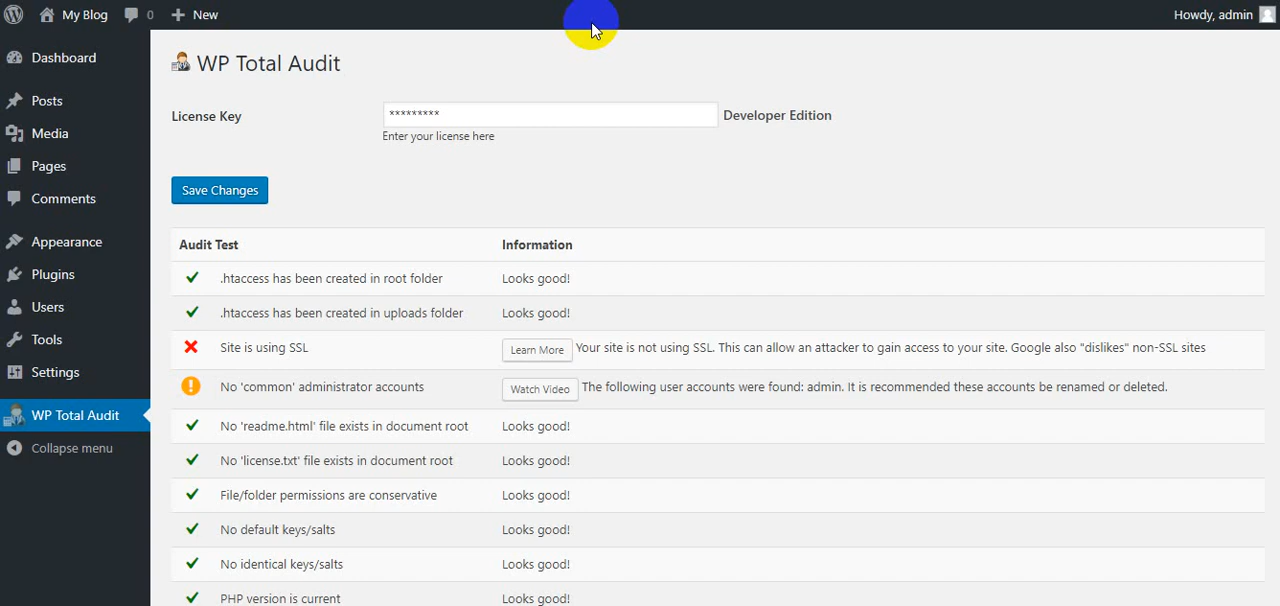 My Blog 0 New Howdy, admin
Dashboard
Posts
Media
Pages
Comments
Appearance
Plugins
Users
Tools
Settings
WP Total Audit
Collapse menu
WP Total Audit
License Key ********* Developer Edition
Enter your license here
Save Changes
Audit Test Information
.htaccess has been created in root folder Looks good!
.htaccess has been created in uploads folder Looks good!
Site is using SSL Learn More Your site is not using SSL. This can allow an attacker to gain access to your site. Google also "dislikes" non-SSL sites
No 'common' administrator accounts Watch Video The following user accounts were found: admin. It is recommended these accounts be renamed or deleted.
No 'readme.html' file exists in document root Looks good!
No 'license.txt' file exists in document root Looks good!
File/folder permissions are conservative Looks good!
No default keys/salts Looks good!
No identical keys/salts Looks good!
PHP version is current Looks good!